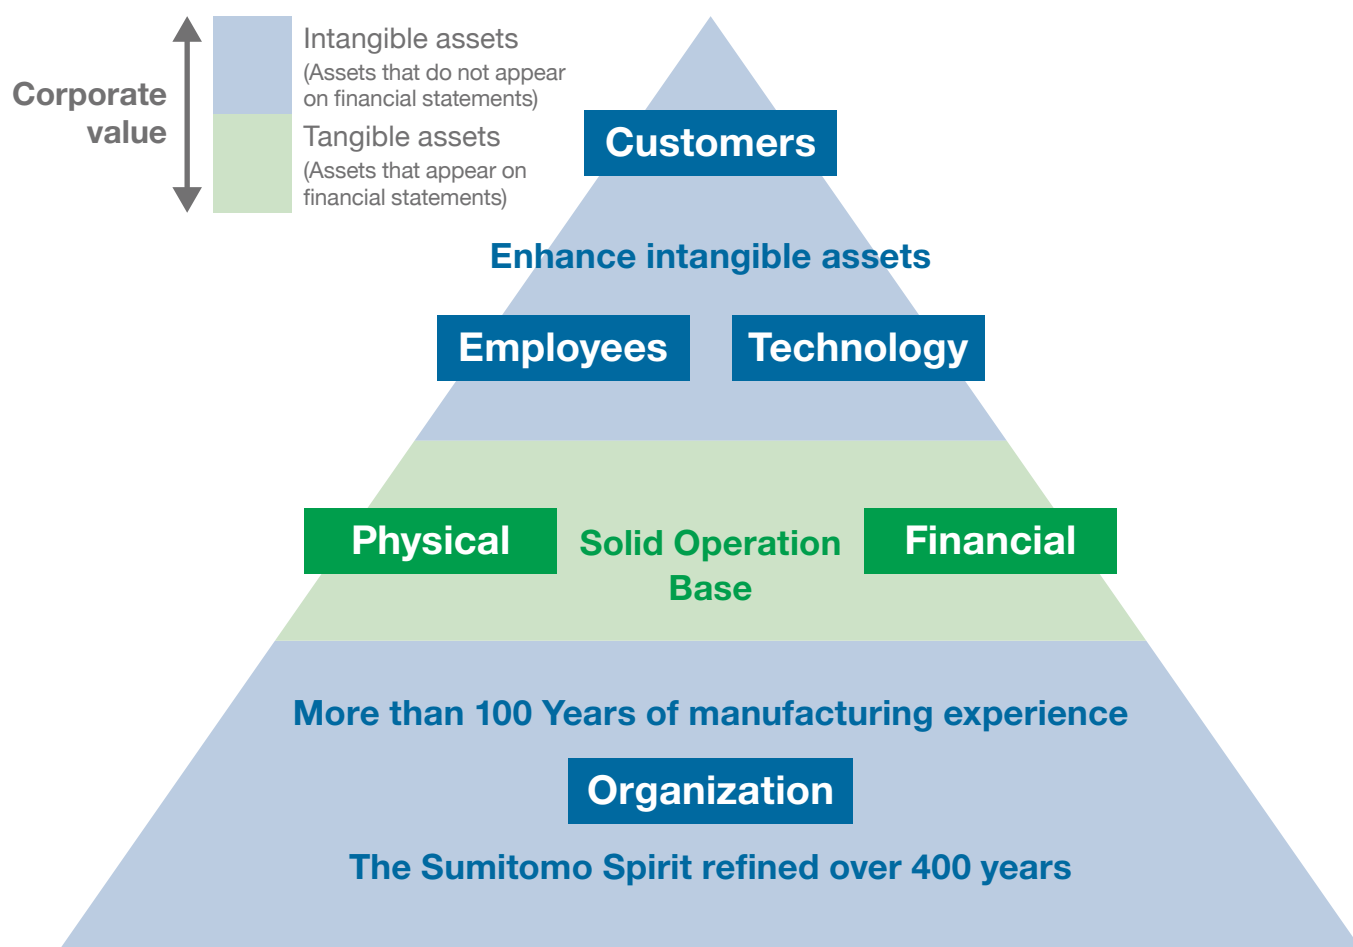 Corporate
value
Intangible assets
(Assets that do not appear
on financial statements)
Tangible assets
(Assets that appear on
financial statements)
Customers
Enhance intangible assets
Employees
Technology
Physical
Solid Operation
Base
Financial
More than 100 Years of manufacturing experience
Organization
The Sumitomo Spirit refined over 400 years